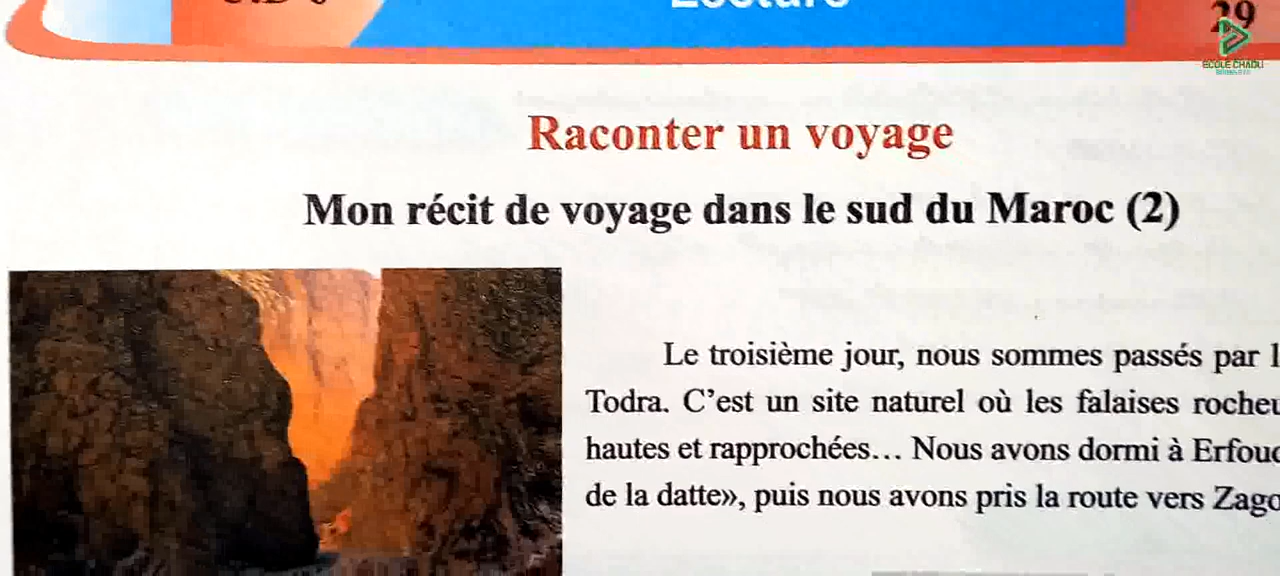 Lecture
29
ECOLE CHADLI
Raconter un voyage
Mon récit de voyage dans le sud du Maroc (2)
Le troisième jour, nous sommes passés par
Todra. C’est un site naturel où les falaises
hautes et rapprochées… Nous avons dormi à
de la datte», puis nous avons pris la route vers